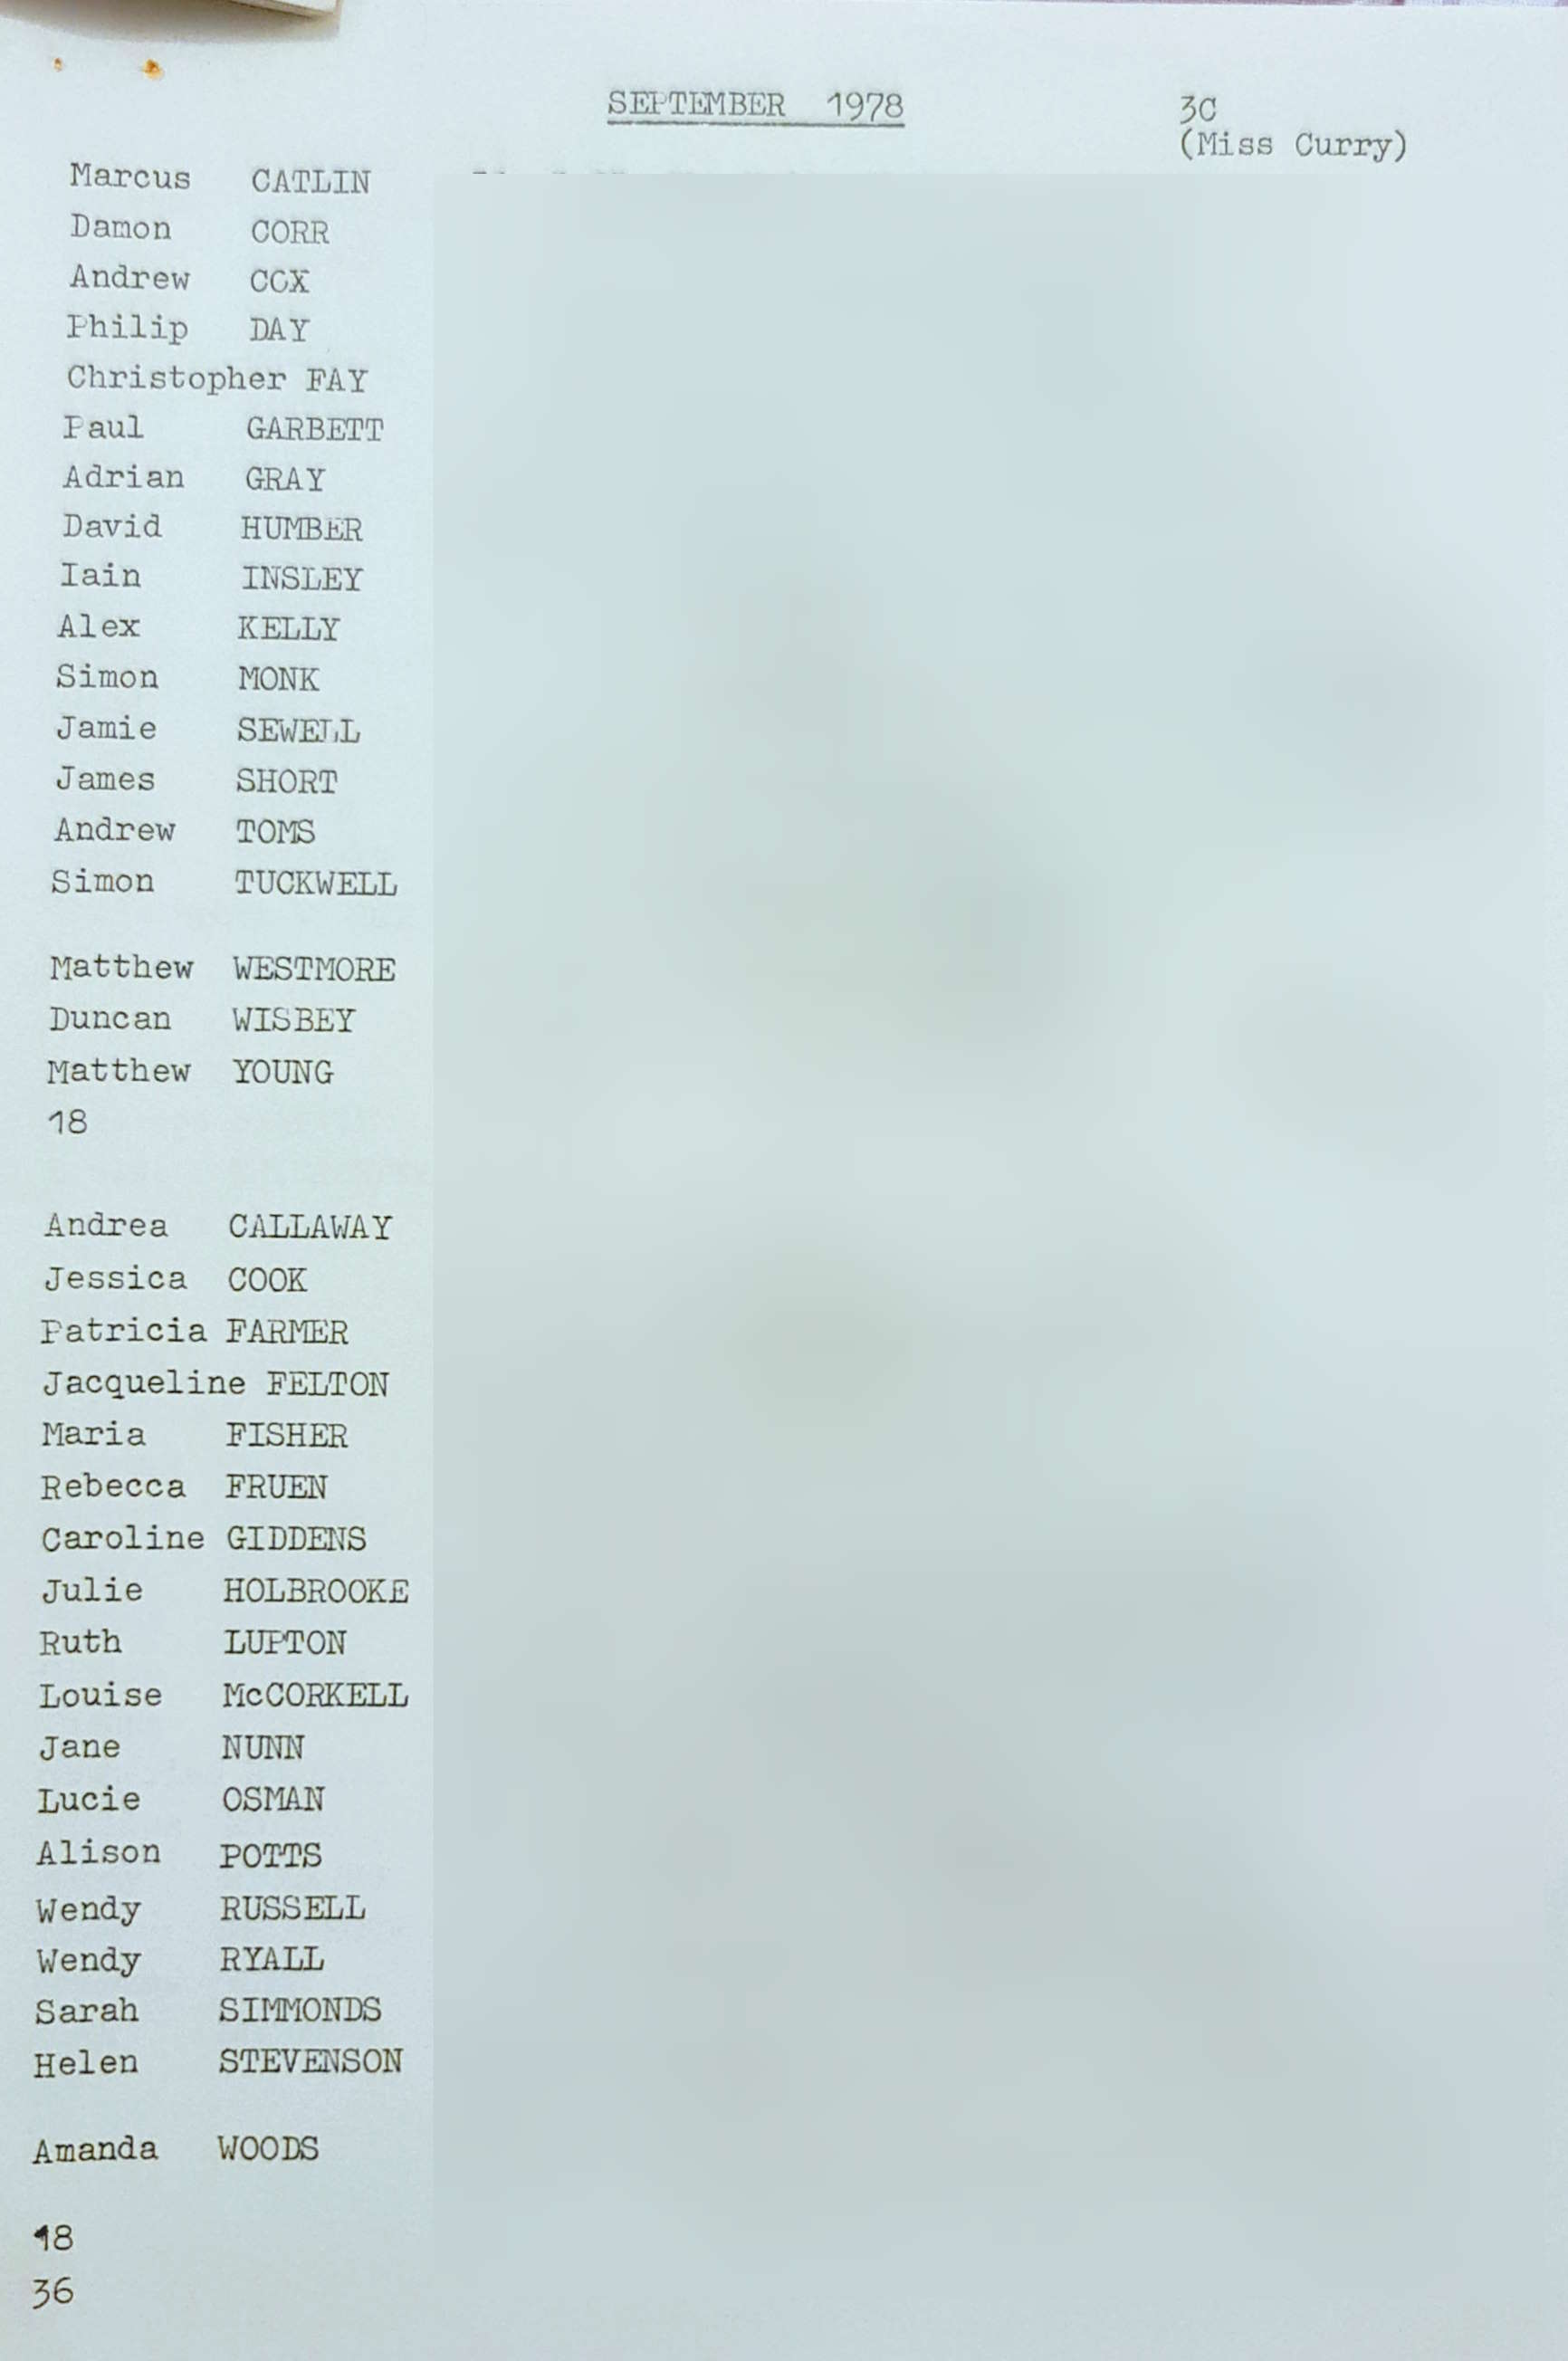 SEPTEMBER 1978
3C
(Miss Curry)
Marcus CATLIN
Damon CORR
Andrew COX
Philip DAY
Christopher FAY
Paul GARBETT
Adrian GRAY
David HUMBER
Iain INSLEY
Alex KELLY
Simon MONK
Jamie SEWELL
James SHORT
Andrew TOMS
Simon TUCKWELL
Matthew WESTMORE
Duncan WISBEY
Matthew YOUNG
18
Andrea CALLAWAY
Jessica COOK
Patricia FARMER
Jacqueline FELTON
Maria FISHER
Rebecca FRUEN
Caroline GIDDENS
Julie HOLBROOKE
Ruth LUPTON
Louise McCORKELL
Jane NUNN
Lucie OSMAN
Alison POTTS
Wendy RUSSELL
Wendy RYALL
Sarah SIMMONDS
Helen STEVENSON
Amanda WOODS
18
36